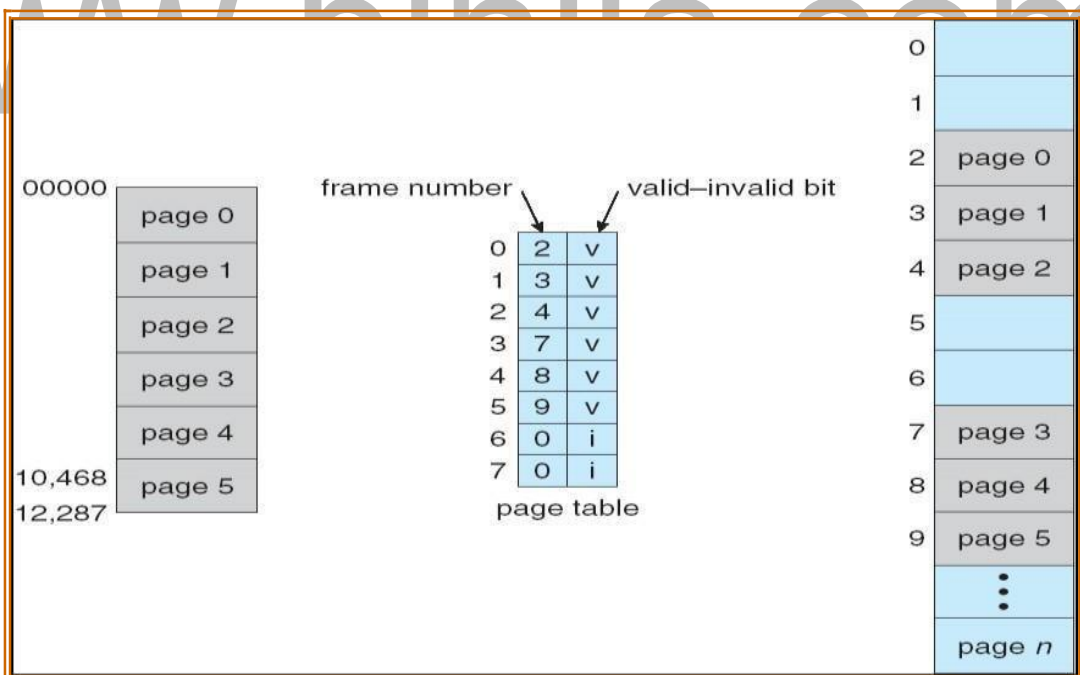 00000
page 0
page 1
page 2
page 3
page 4
10,468
page 5
12,287
frame number
valid–invalid bit
0 2 v
1 3 v
2 4 v
3 7 v
4 8 v
5 9 v
6 0 i
7 0 i
page table
0
1
2 page 0
3 page 1
4 page 2
5
6
7 page 3
8 page 4
9 page 5
page n